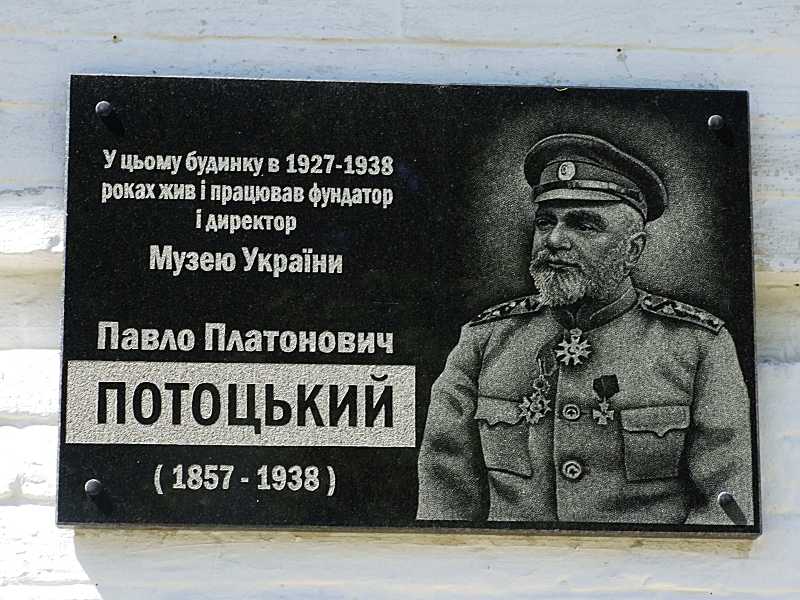 У цьому будинку в 1927-1938
роках жив і працював фундатор
і директор
Музею України
Павло Платонович
ПОТОЦЬКИЙ
( 1857 - 1938 )